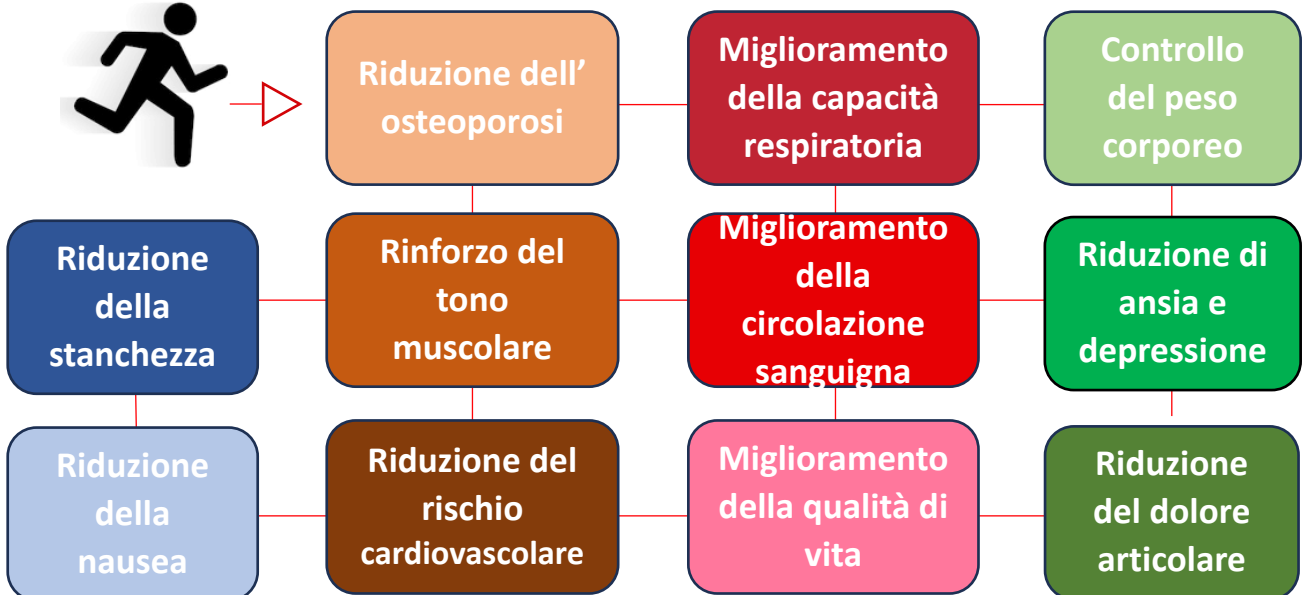 Riduzione dell’
osteoporosi
Miglioramento
della capacità
respiratoria
Controllo
del peso
corporeo
Riduzione
della
stanchezza
Rinforzo del
tono
muscolare
Miglioramento
della
circolazione
sanguigna
Riduzione di
ansia e
depressione
Riduzione
della
nausea
Riduzione del
rischio
cardiovascolare
Miglioramento
della qualità di
vita
Riduzione
del dolore
articolare